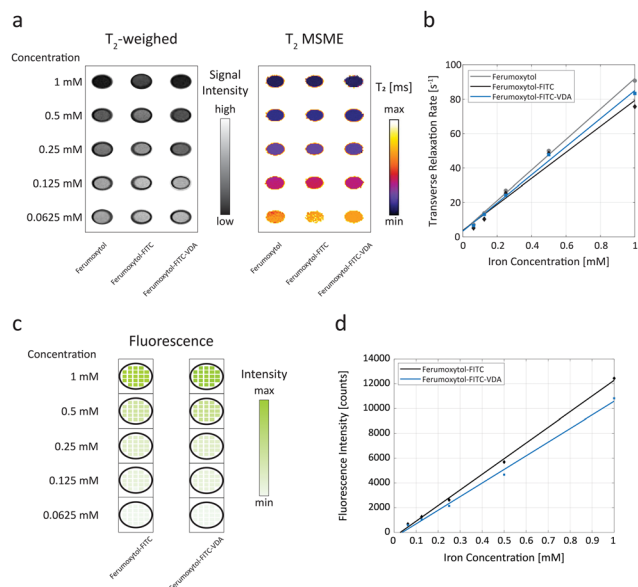 a
T2-weighed
T2 MSME
Concentration
1 mM
0.5 mM
0.25 mM
0.125 mM
0.0625 mM
Signal
Intensity
high
low
T₂ [ms]
max
min
Ferumoxytol
Ferumoxytol-FITC
Ferumoxytol-FITC-VDA
Ferumoxytol
Ferumoxytol-FITC
Ferumoxytol-FITC-VDA
b
Ferumoxytol
Ferumoxytol-FITC
Ferumoxytol-FITC-VDA
Transverse Relaxation Rate [s-1]
100
80
60
40
20
0
0 0.2 0.4 0.6 0.8 1
Iron Concentration [mM]
c
Fluorescence
Concentration
1 mM
0.5 mM
0.25 mM
0.125 mM
0.0625 mM
Intensity
max
min
Ferumoxytol-FITC
Ferumoxytol-FITC-VDA
d
Ferumoxytol-FITC
Ferumoxytol-FITC-VDA
Fluorescence Intensity [counts]
14000
12000
10000
8000
6000
4000
2000
0
0 0.1 0.2 0.3 0.4 0.5 0.6 0.7 0.8 0.9 1
Iron Concentration [mM]